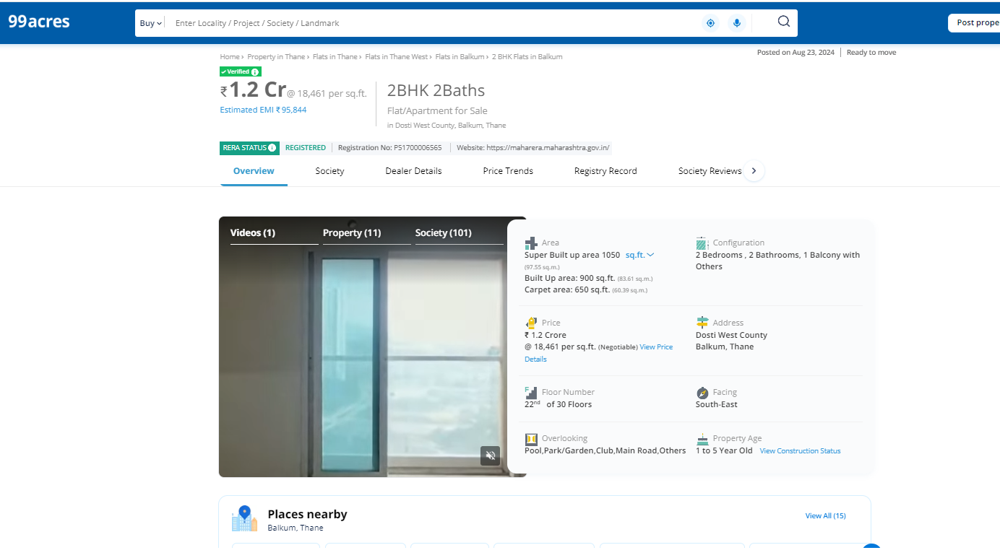 99acres
Buy
Enter Locality / Project / Society / Landmark
Post prope
Home › Property in Thane › Flats in Thane › Flats in Thane West › Flats in Balkum › 2 BHK Flats in Balkum
Posted on Aug 23, 2024 | Ready to move
✓ Verified
₹ 1.2 Cr @ 18,461 per sq.ft.
Estimated EMI ₹ 95,844
2BHK 2Baths
Flat/Apartment for Sale
in Dosti West County, Balkum, Thane
RERA STATUS REGISTERED Registration No: P51700006565 Website: https://maharera.maharashtra.gov.in/
Overview Society Dealer Details Price Trends Registry Record Society Reviews
Videos (1) Property (11) Society (101)
Area
Super Built up area 1050 sq.ft.
(97.55 sq.m.)
Built Up area: 900 sq.ft. (83.61 sq.m.)
Carpet area: 650 sq.ft. (60.39 sq.m.)
Configuration
2 Bedrooms , 2 Bathrooms, 1 Balcony with
Others
Price
₹ 1.2 Crore
@ 18,461 per sq.ft. (Negotiable) View Price
Details
Address
Dosti West County
Balkum, Thane
Floor Number
22nd of 30 Floors
Facing
South-East
Overlooking
Pool,Park/Garden,Club,Main Road,Others
Property Age
1 to 5 Year Old View Construction Status
Places nearby
Balkum, Thane
View All (15)